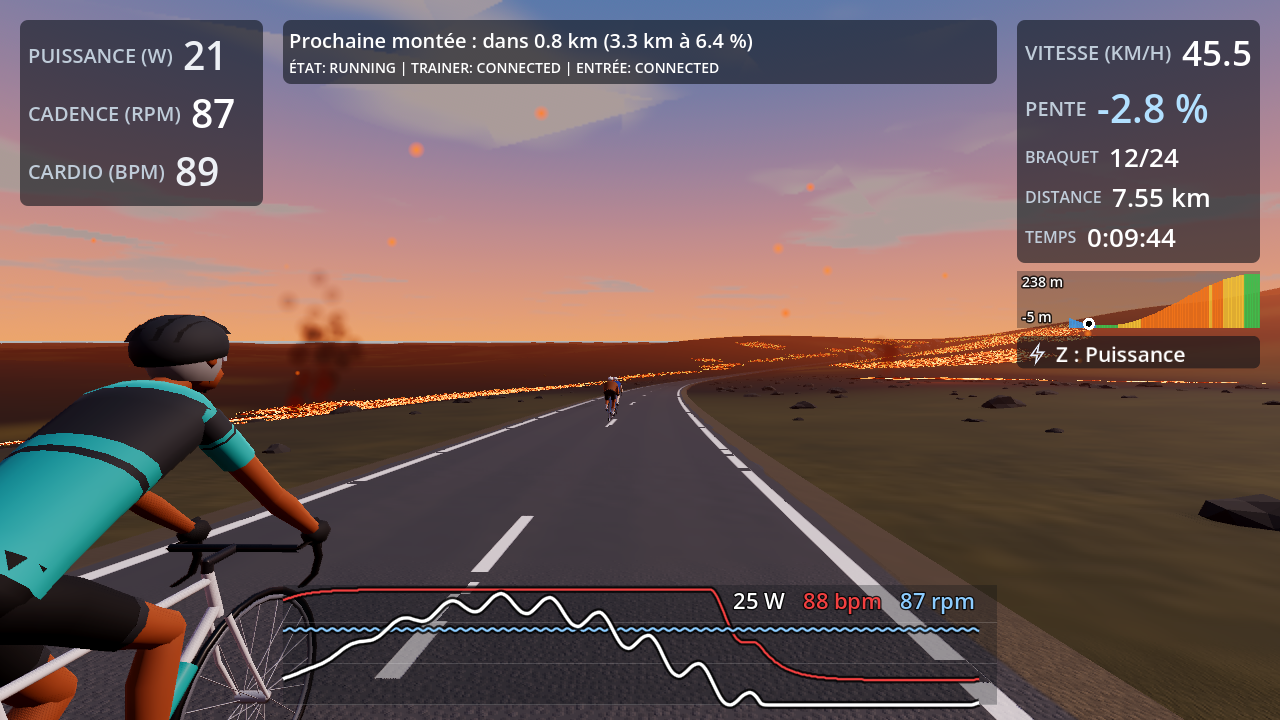 PUISSANCE (W) 21
CADENCE (RPM) 87
CARDIO (BPM) 89
Prochaine montée : dans 0.8 km (3.3 km à 6.4 %)
ÉTAT: RUNNING | TRAINER: CONNECTED | ENTRÉE: CONNECTED
VITESSE (KM/H) 45.5
PENTE -2.8 %
BRAQUET 12/24
DISTANCE 7.55 km
TEMPS 0:09:44
238 m
-5 m
Z : Puissance
25 W 88 bpm 87 rpm